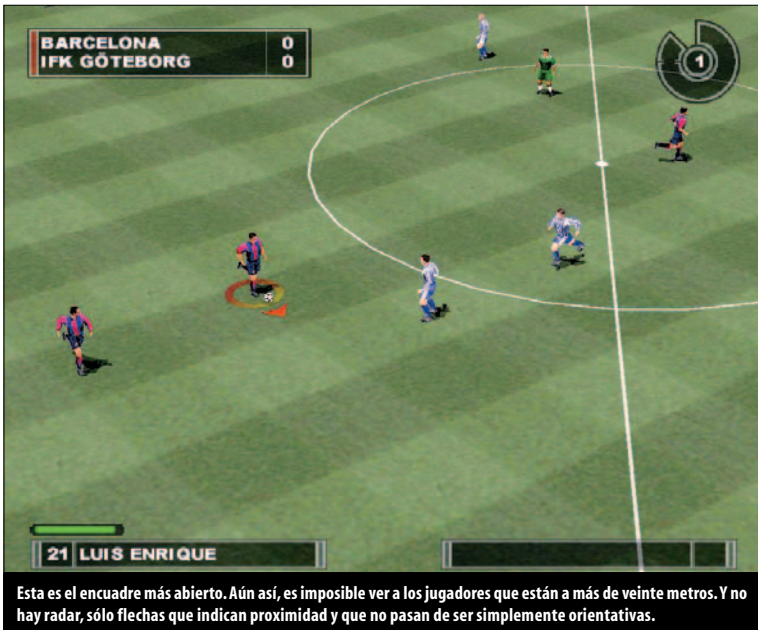 BARCELONA 0
IFK GÖTEBORG 0
1
21 LUIS ENRIQUE
Esta es el encuadre más abierto. Aún así, es imposible ver a los jugadores que están a más de veinte metros. Y no
hay radar, sólo flechas que indican proximidad y que no pasan de ser simplemente orientativas.